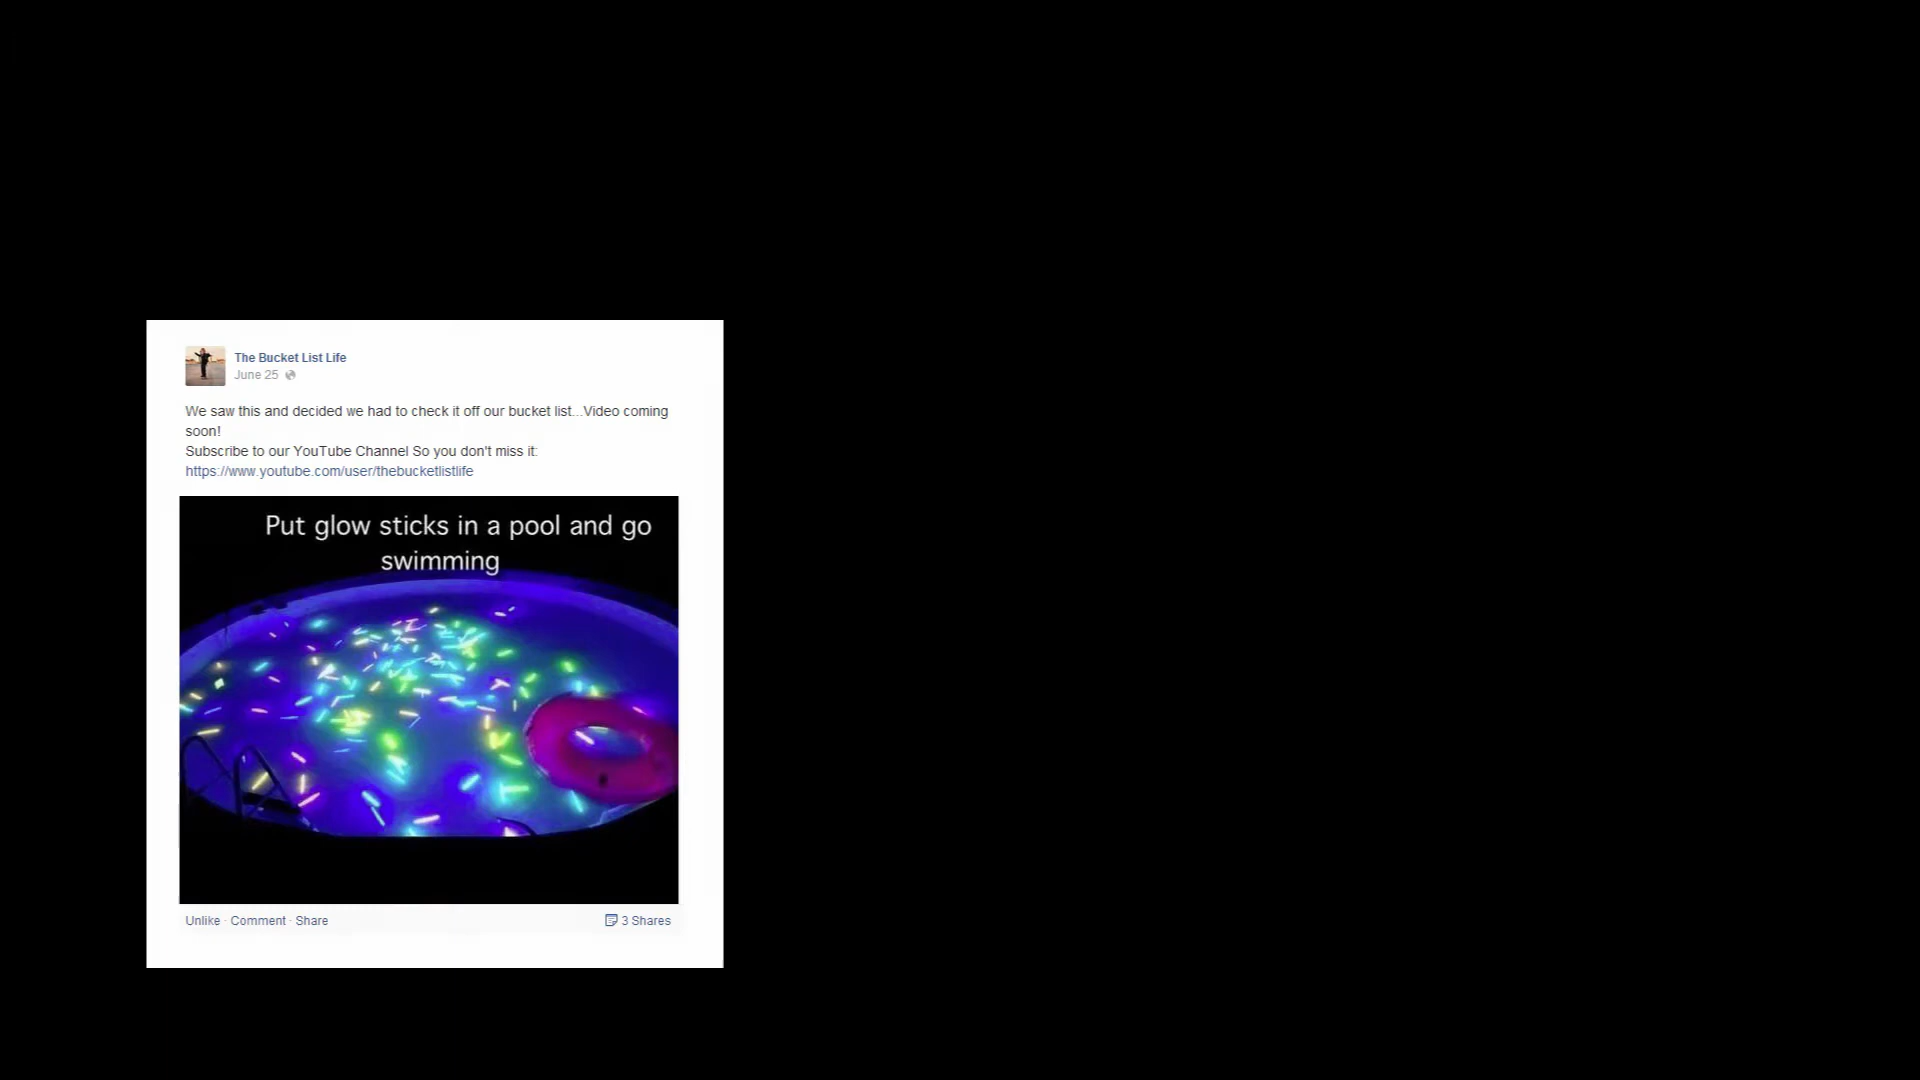 The Bucket List Life
June 25
We saw this and decided we had to check it off our bucket list...Video coming
soon!
Subscribe to our YouTube Channel So you don't miss it:
https://www.youtube.com/user/thebucketlistlife
Put glow sticks in a pool and go
swimming
Unlike · Comment · Share
3 Shares